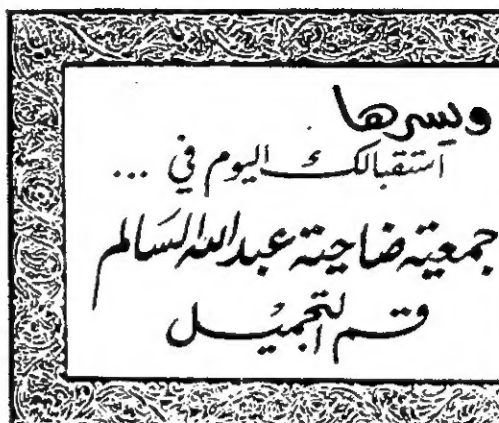 ويسرها
استقبالك اليوم في ...
جمعية ضاحية عبدالله السالم
قسم التجميل